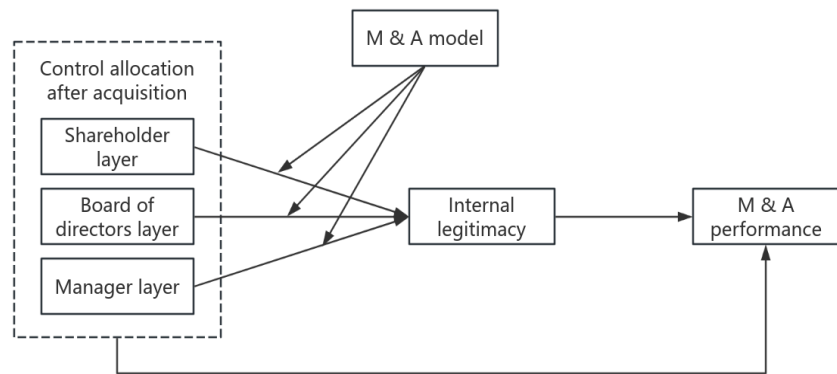 M & A model
Control allocation
after acquisition
Shareholder
layer
Board of
directors layer
Manager layer
Internal
legitimacy
M & A
performance